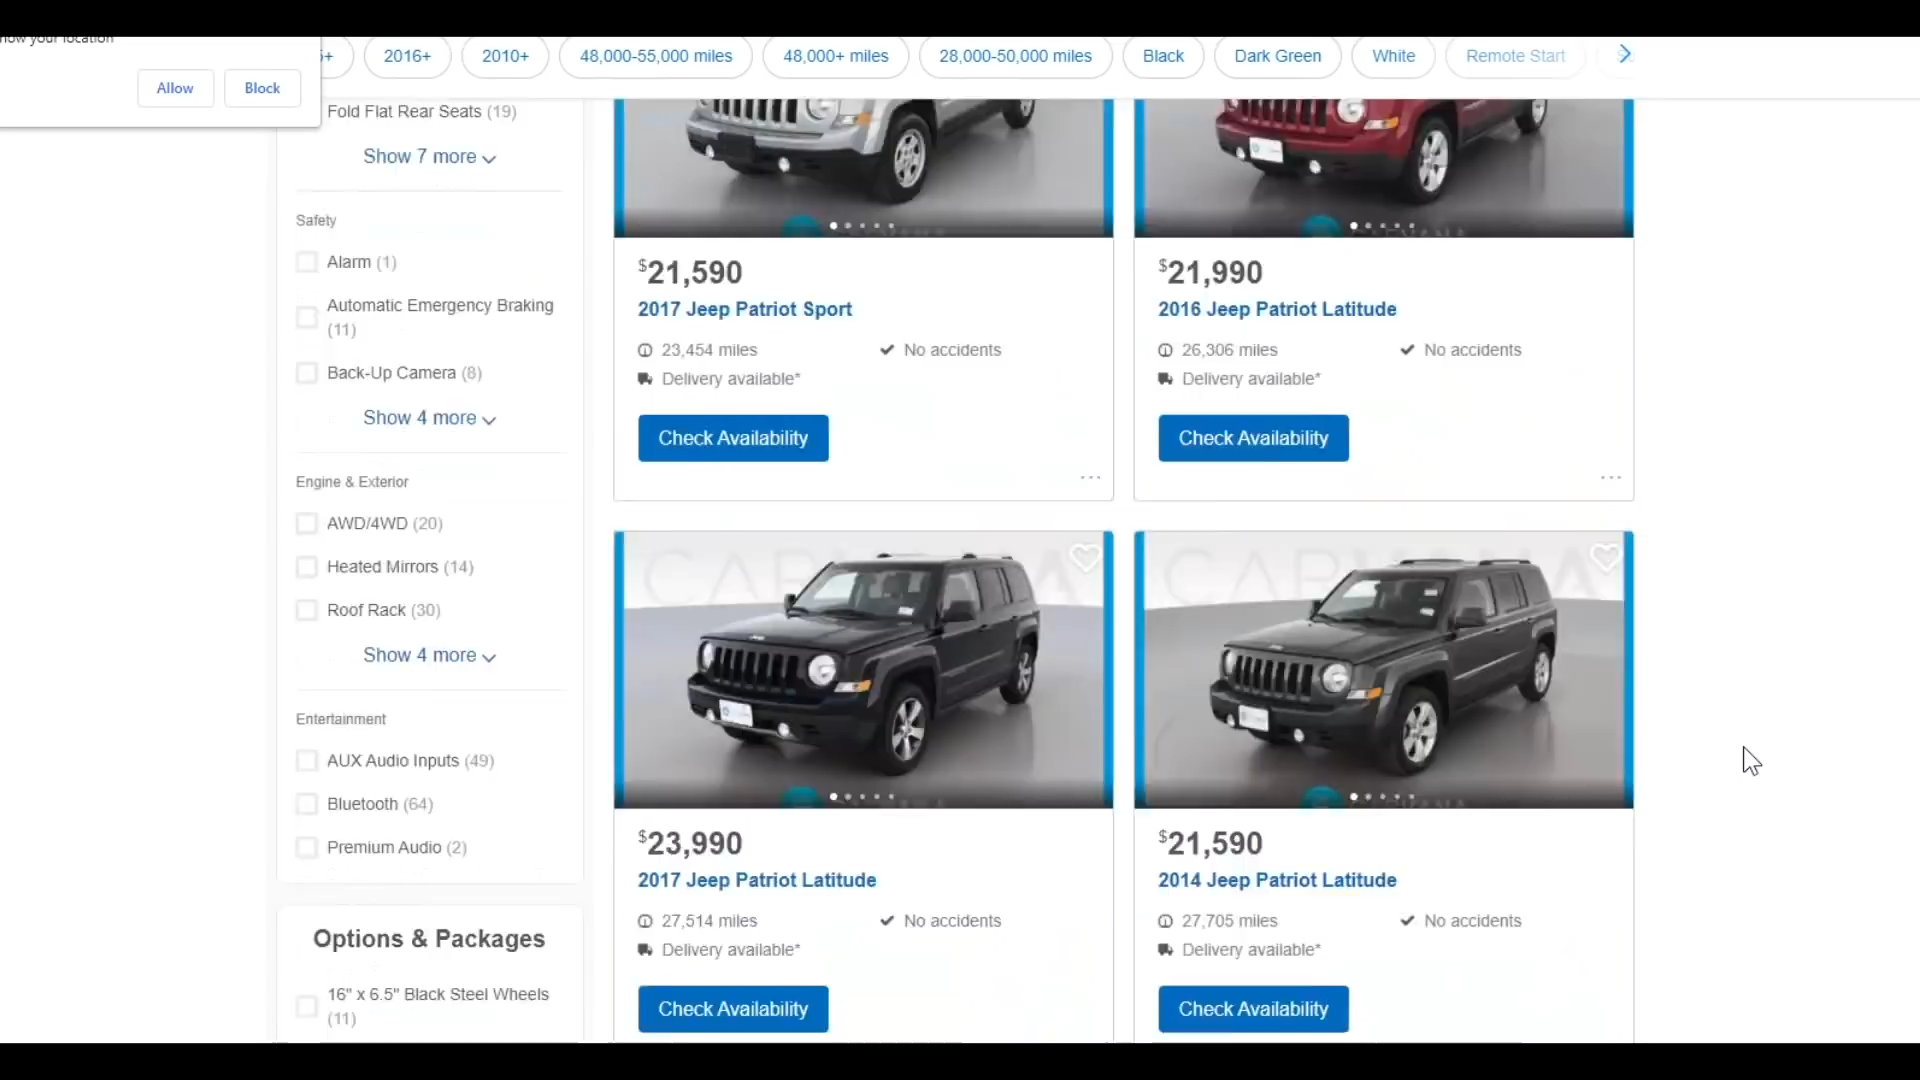 now your location
Allow
Block
5+
2016+
2010+
48,000-55,000 miles
48,000+ miles
28,000-50,000 miles
Black
Dark Green
White
Remote Start
Fold Flat Rear Seats (19)
Show 7 more
Safety
Alarm (1)
Automatic Emergency Braking
(11)
Back-Up Camera (8)
Show 4 more
Engine & Exterior
AWD/4WD (20)
Heated Mirrors (14)
Roof Rack (30)
Show 4 more
Entertainment
AUX Audio Inputs (49)
Bluetooth (64)
Premium Audio (2)
Options & Packages
16" x 6.5" Black Steel Wheels
(11)
$21,590
2017 Jeep Patriot Sport
23,454 miles
No accidents
Delivery available*
Check Availability
...
$21,990
2016 Jeep Patriot Latitude
26,306 miles
No accidents
Delivery available*
Check Availability
...
CARVANA
$23,990
2017 Jeep Patriot Latitude
27,514 miles
No accidents
Delivery available*
Check Availability
CARVANA
$21,590
2014 Jeep Patriot Latitude
27,705 miles
No accidents
Delivery available*
Check Availability